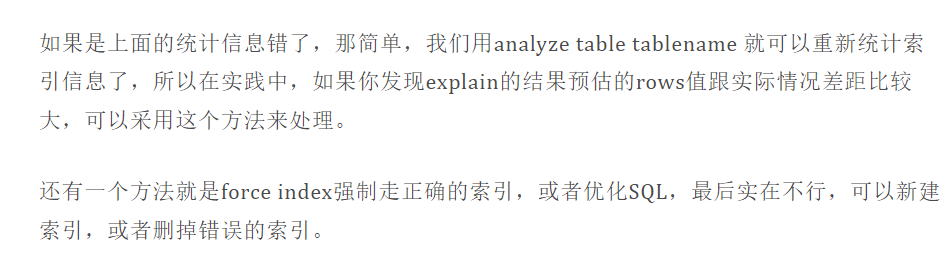 如果是上面的统计信息错了，那简单，我们用analyze table tablename 就可以重新统计索
引信息了，所以在实践中，如果你发现explain的结果预估的rows值跟实际情况差距比较
大，可以采用这个方法来处理。
还有一个方法就是force index强制走正确的索引，或者优化SQL，最后实在不行，可以新建
索引，或者删掉错误的索引。